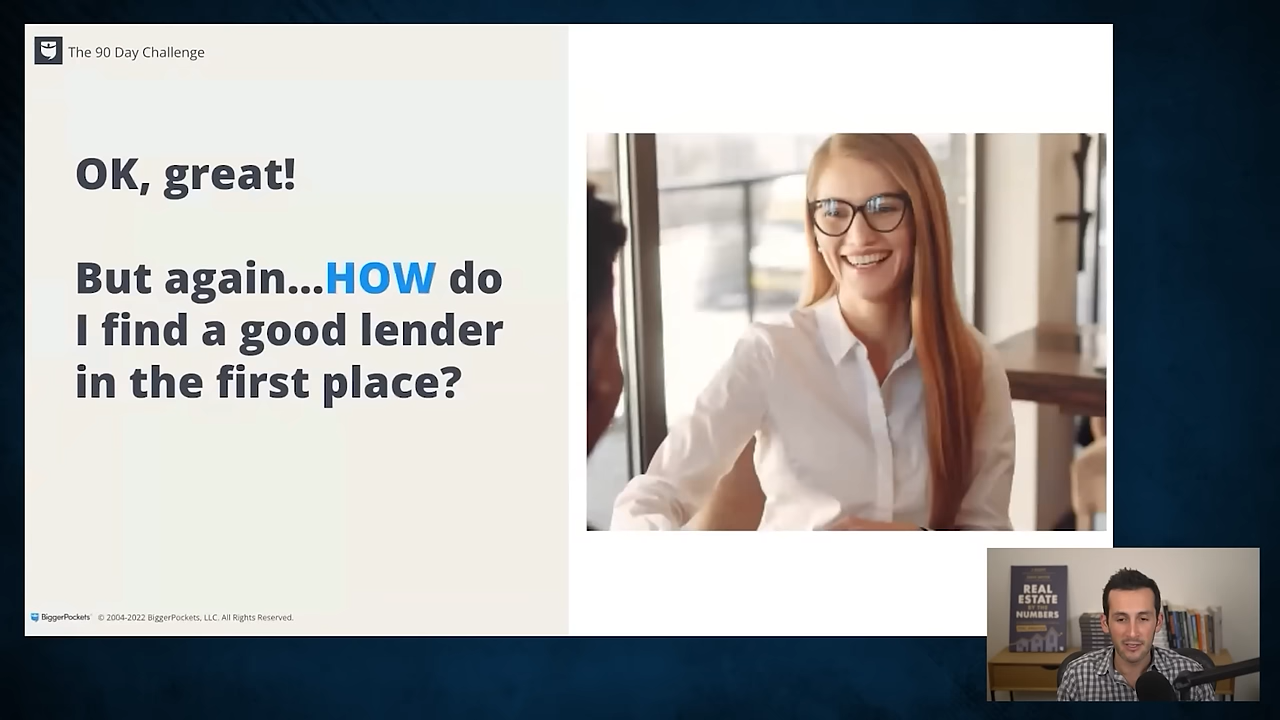 The 90 Day Challenge
OK, great!
But again...HOW do
I find a good lender
in the first place?
BiggerPockets
© 2004-2022 BiggerPockets, LLC. All Rights Reserved.
REAL
ESTATE
BY THE
NUMBERS